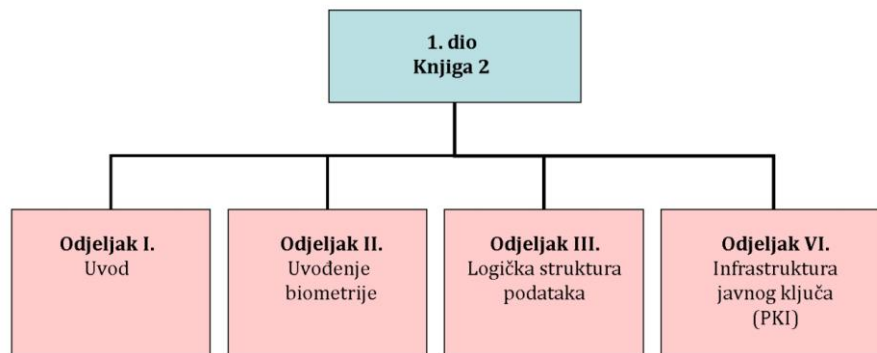 1. dio
Knjiga 2
Odjeljak I.
Uvod
Odjeljak II.
Uvođenje
biometrije
Odjeljak III.
Logička struktura
podataka
Odjeljak VI.
Infrastruktura
javnog ključa
(PKI)